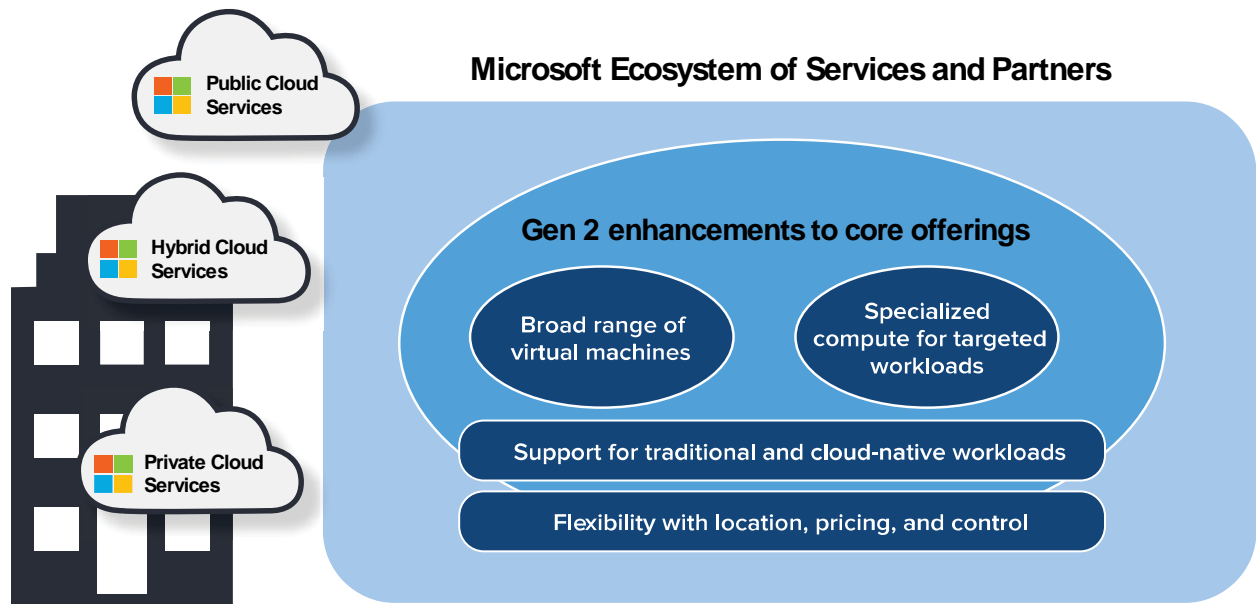 Public Cloud
Services
Microsoft Ecosystem of Services and Partners
Hybrid Cloud
Services
Gen 2 enhancements to core offerings
Broad range of
virtual machines
Specialized
compute for targeted
workloads
Private Cloud
Services
Support for traditional and cloud-native workloads
Flexibility with location, pricing, and control